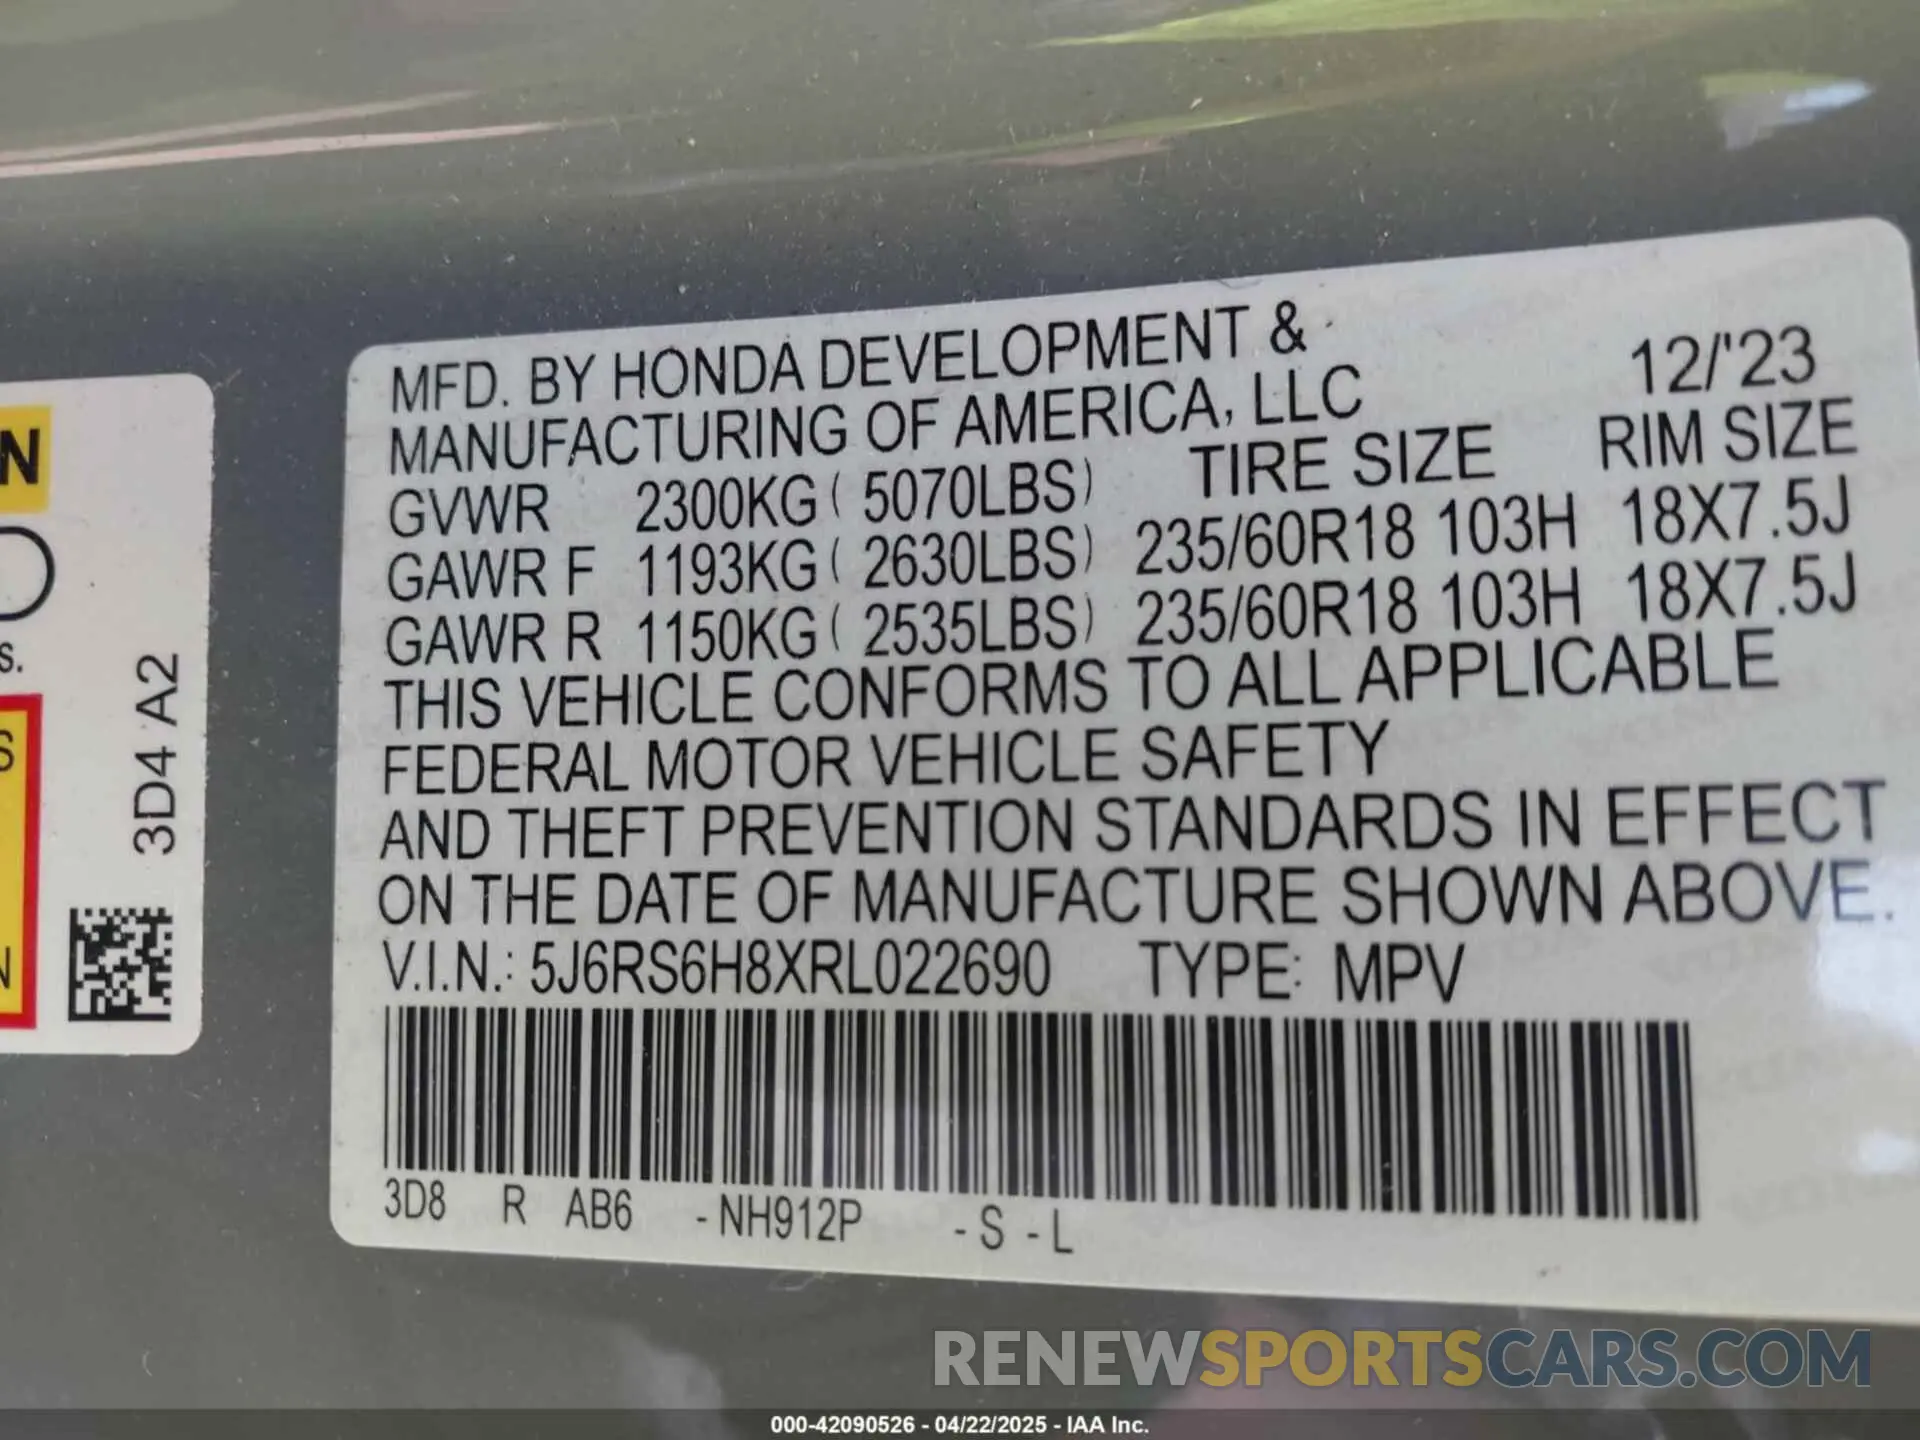 MFD. BY HONDA DEVELOPMENT &
MANUFACTURING OF AMERICA, LLC 12/'23
GVWR 2300KG ( 5070LBS) TIRE SIZE RIM SIZE
GAWR F 1193KG ( 2630LBS) 235/60R18 103H 18X7.5J
GAWR R 1150KG ( 2535LBS) 235/60R18 103H 18X7.5J
THIS VEHICLE CONFORMS TO ALL APPLICABLE
FEDERAL MOTOR VEHICLE SAFETY
AND THEFT PREVENTION STANDARDS IN EFFECT
ON THE DATE OF MANUFACTURE SHOWN ABOVE.
V.I.N.: 5J6RS6H8XRL022690 TYPE: MPV
3D8 R AB6 -NH912P -S -L
N
S.
S
N
3D4 A2
RENEWSPORTSCARS.COM
000-42090526 - 04/22/2025 - IAA Inc.